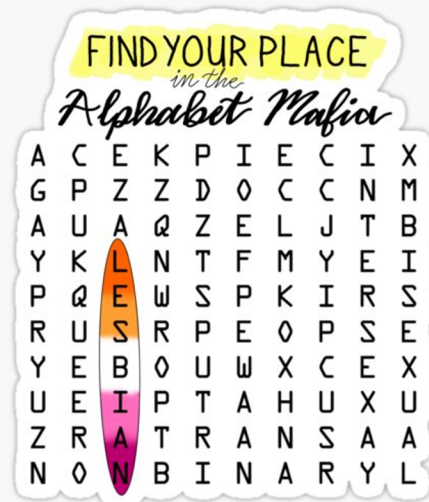 FIND YOUR PLACE
in the
Alphabet Mafia
A C E K P I E C I X
G P Z Z D O C C N M
A U A Q Z E L J T B
Y K L N T F M Y E I
P Q E W S P K I R S
R U S R P E O P S E
Y E B O U W X C E X
U E I P T A H U X U
Z R A T R A N S A A
N O N B I N A R Y L